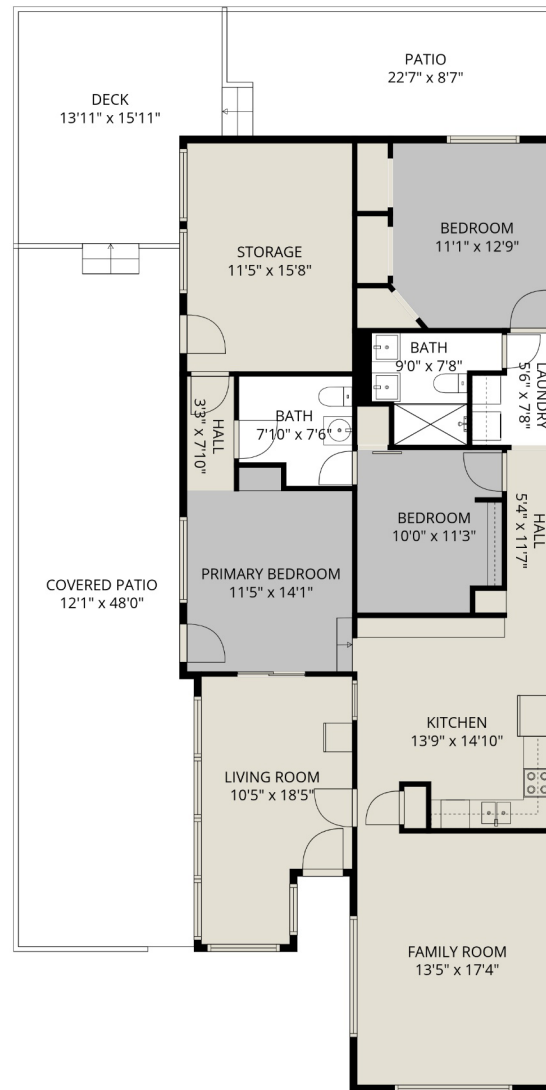 PATIO
22'7" x 8'7"
DECK
13'11" x 15'11"
BEDROOM
11'1" x 12'9"
STORAGE
11'5" x 15'8"
BATH
9'0" x 7'8"
LAUNDRY
5'6" x 7'8"
HALL
3'3" x 7'10"
BATH
7'10" x 7'6"
BEDROOM
10'0" x 11'3"
HALL
5'4" x 11'7"
COVERED PATIO
12'1" x 48'0"
PRIMARY BEDROOM
11'5" x 14'1"
KITCHEN
13'9" x 14'10"
LIVING ROOM
10'5" x 18'5"
FAMILY ROOM
13'5" x 17'4"